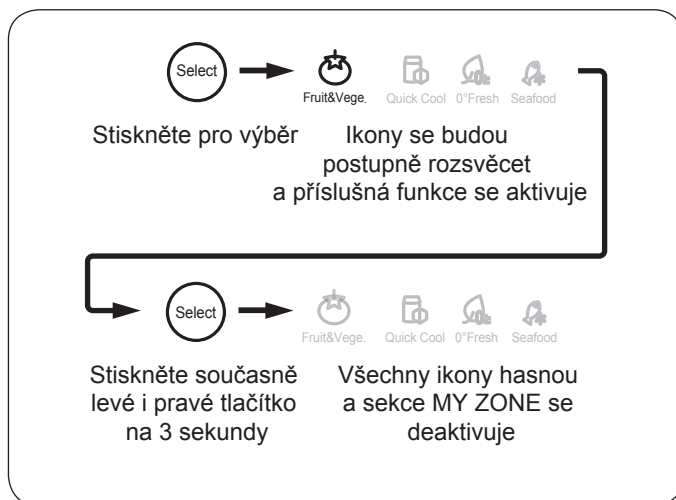 Select
Fruit&Vege. Quick Cool 0°Fresh Seafood
Stiskněte pro výběr
Ikony se budou
postupně rozsvěcet
a příslušná funkce se aktivuje
Select
Fruit&Vege. Quick Cool 0°Fresh Seafood
Stiskněte současně
levé i pravé tlačítko
na 3 sekundy
Všechny ikony hasnou
a sekce MY ZONE se
deaktivuje